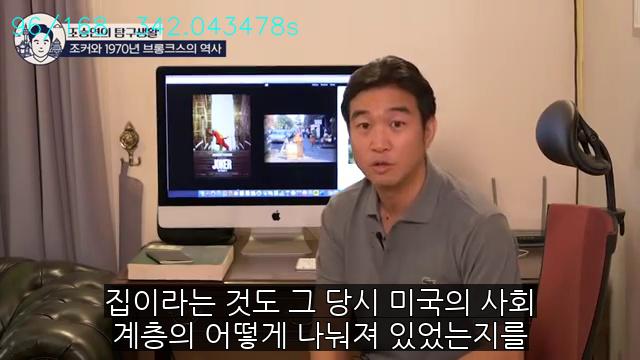 96/168 342.043478s
조승연의 탐구생활
조커와 1970년 브롱크스의 역사
JOKER
집이라는 것도 그 당시 미국의 사회
계층의 어떻게 나눠져 있었는지를